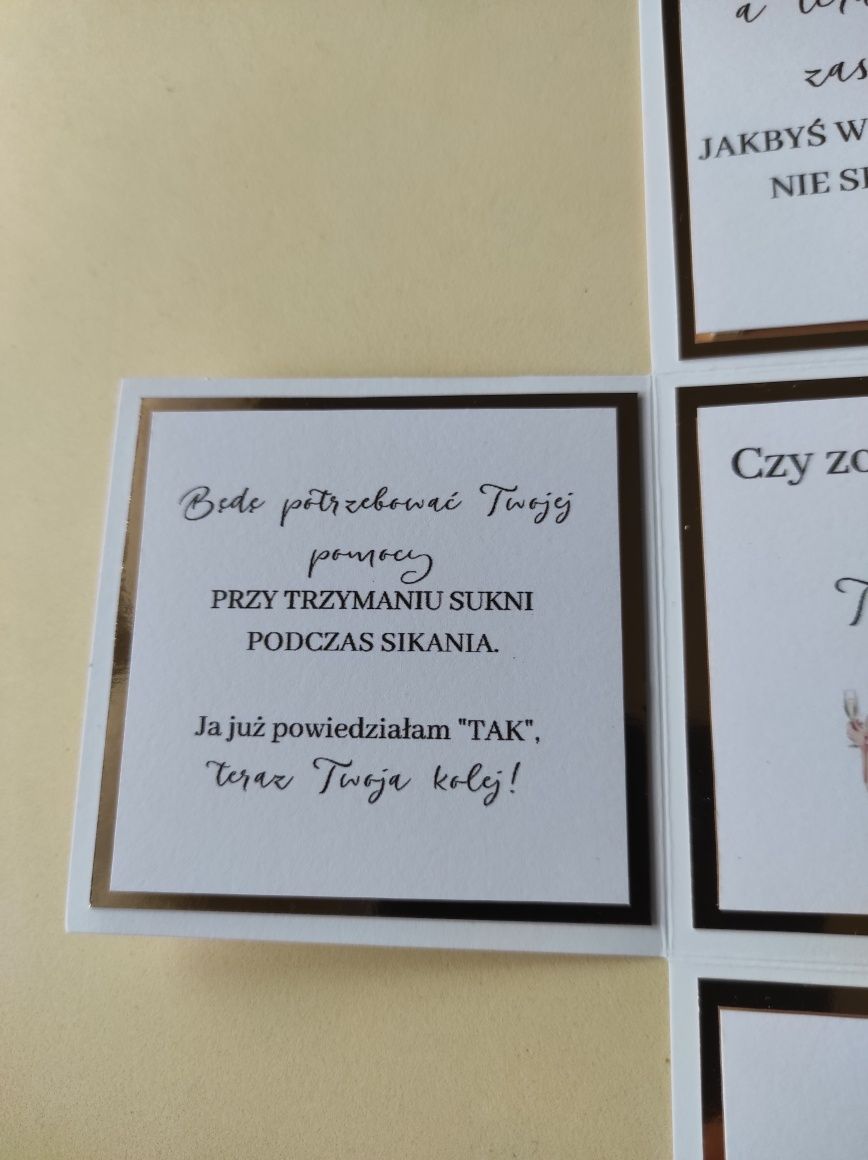 a
JAKBYŚ W
NIE
Będę potrzebować Twojej
pomocy
PRZY TRZYMANIU SUKNI
PODCZAS SIKANIA.
Ja już powiedziałam "TAK",
teraz Twoja kolej!
Czy